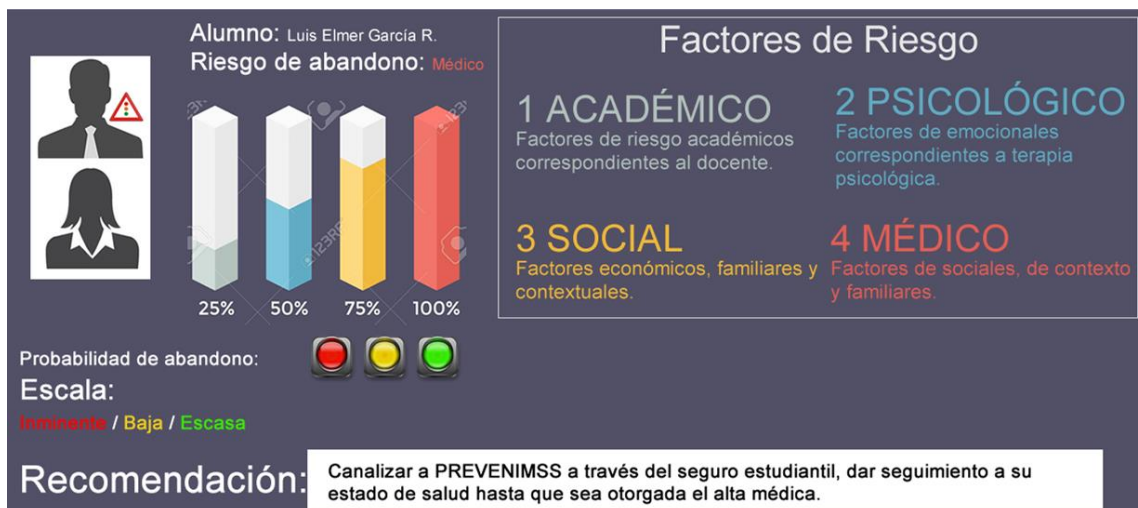 Alumno: Luis Elmer García R.
Riesgo de abandono: Médico
25% 50% 75% 100%
Probabilidad de abandono:
Escala:
Inminente / Baja / Escasa
Factores de Riesgo
1 ACADÉMICO
Factores de riesgo académicos
correspondientes al docente.
2 PSICOLÓGICO
Factores de emocionales
correspondientes a terapia
psicológica.
3 SOCIAL
Factores económicos, familiares y
contextuales.
4 MÉDICO
Factores de sociales, de contexto
y familiares.
Recomendación:
Canalizar a PREVENIMSS a través del seguro estudiantil, dar seguimiento a su
estado de salud hasta que sea otorgada el alta médica.